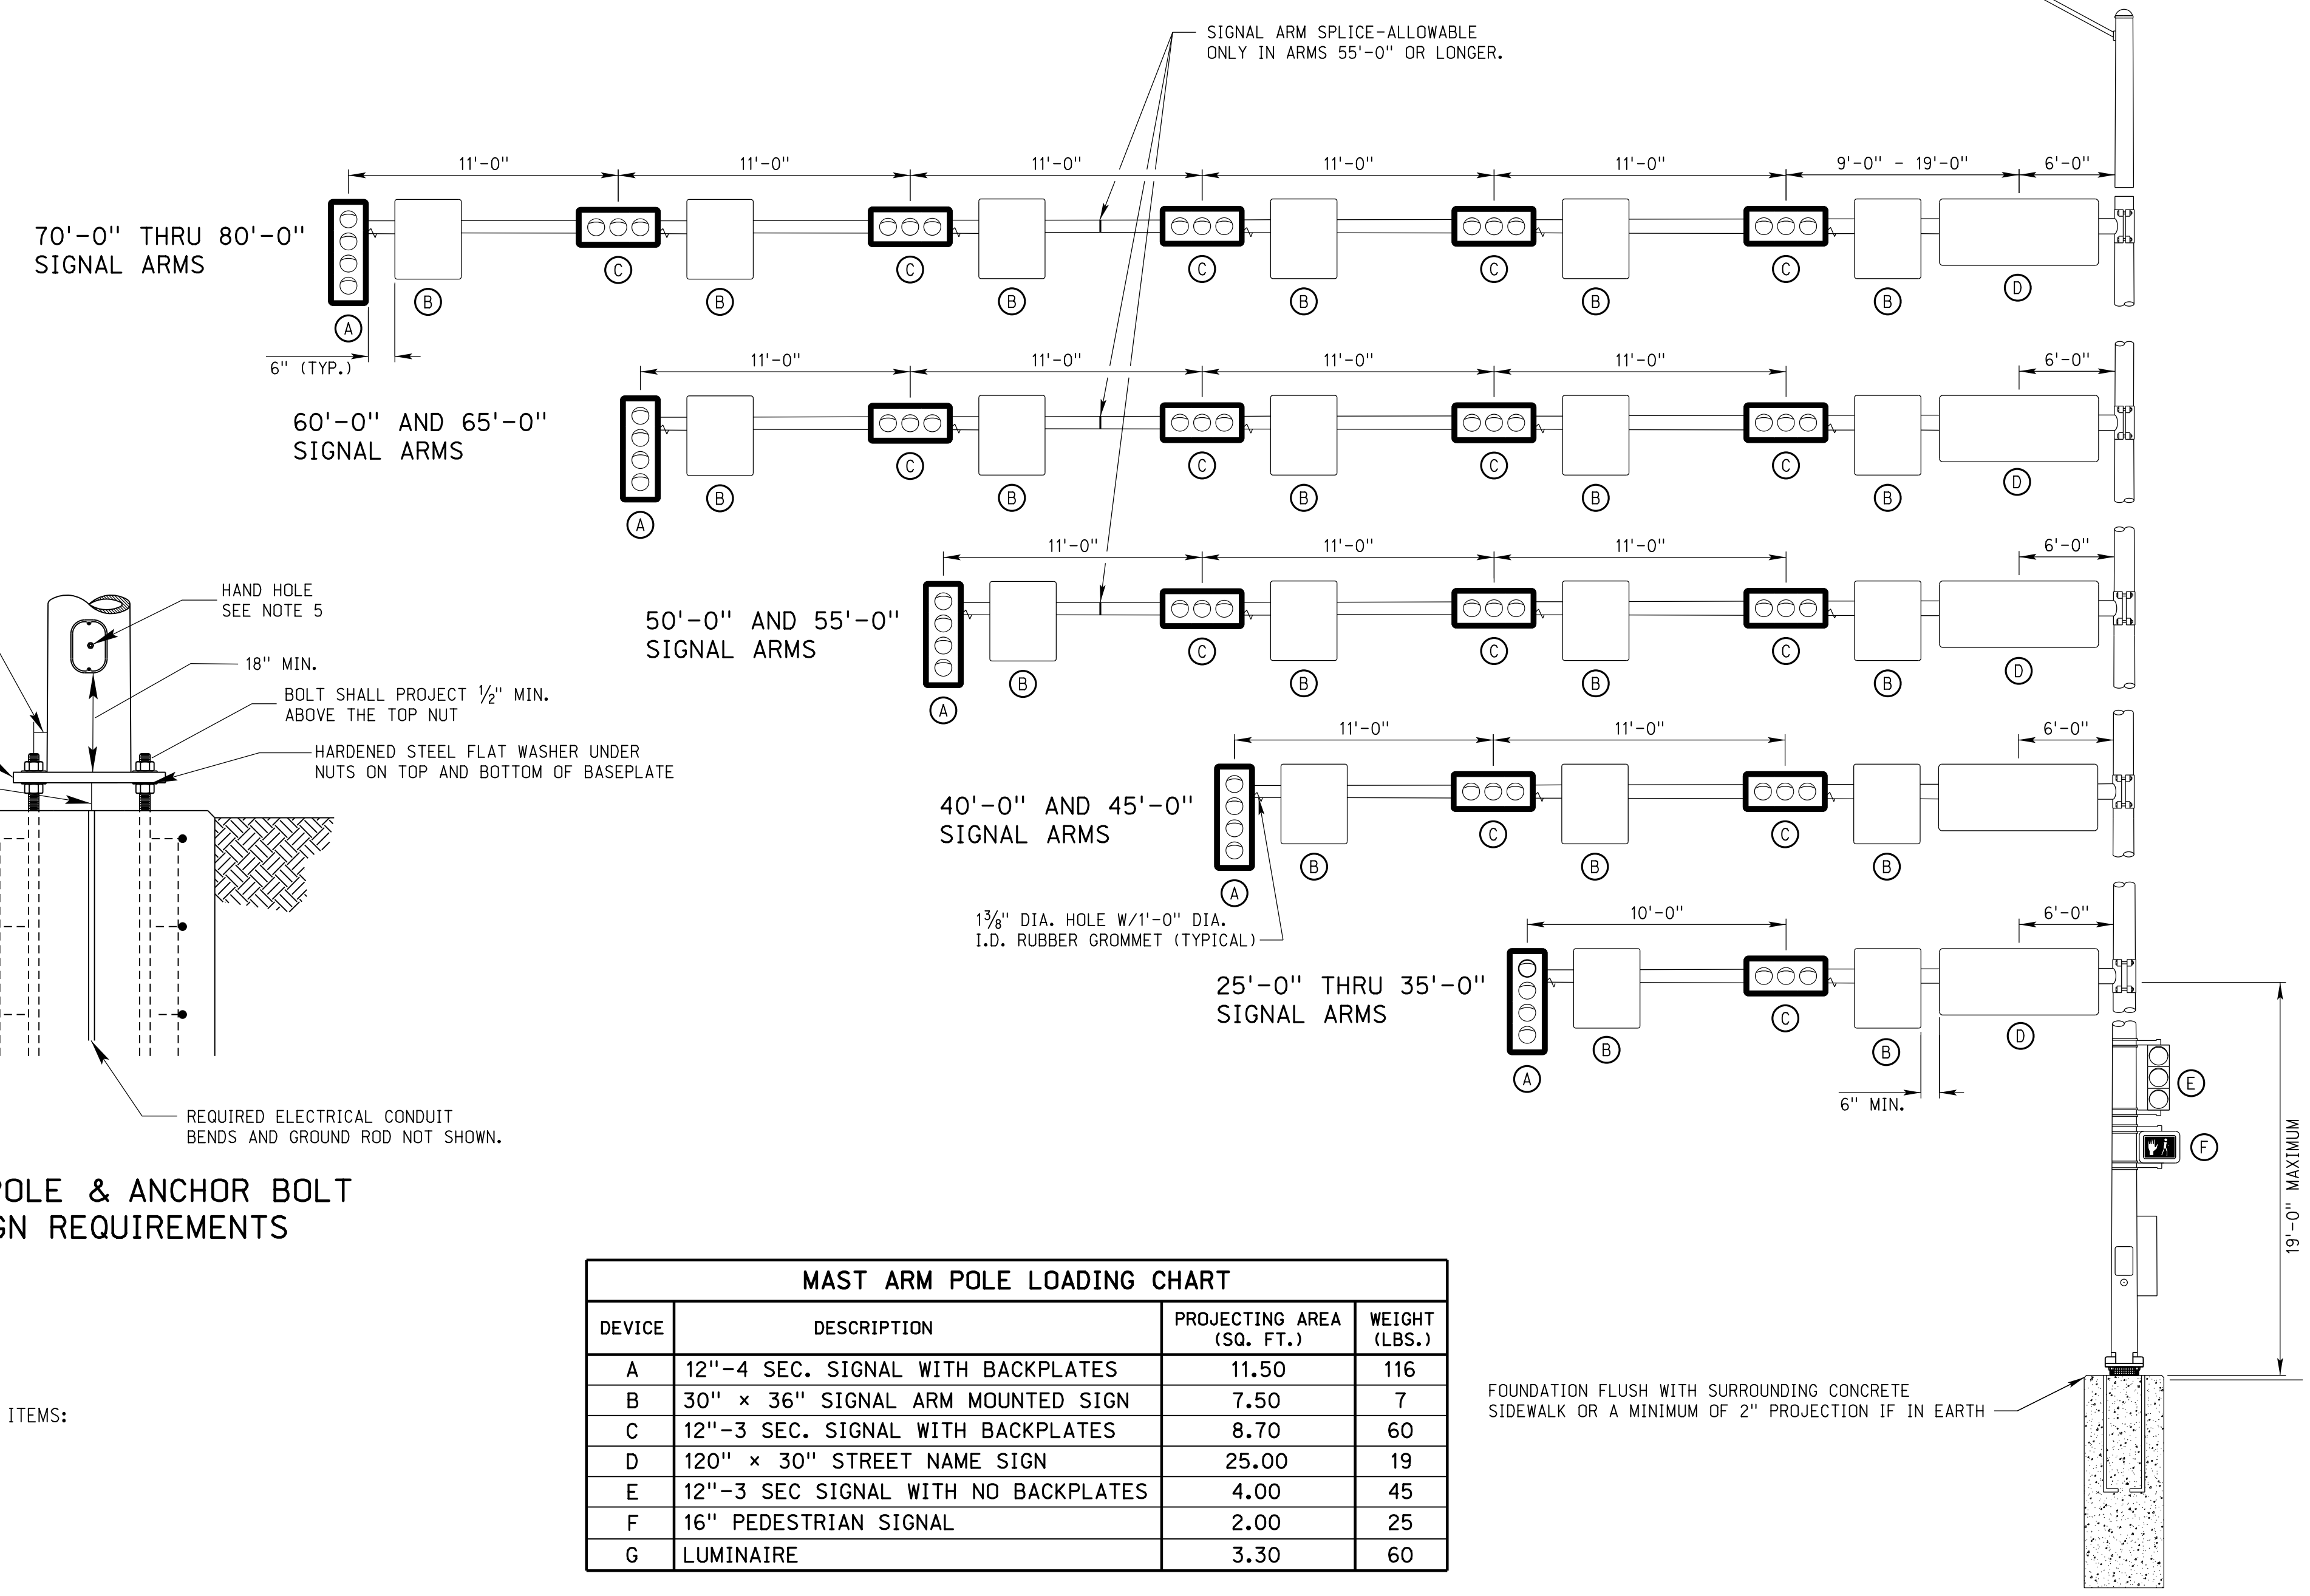 SIGNAL ARM SPLICE-ALLOWABLE
ONLY IN ARMS 55'-0" OR LONGER.
11'-0" 11'-0" 11'-0" 11'-0" 11'-0" 9'-0" - 19'-0" 6'-0"
70'-0" THRU 80'-0"
SIGNAL ARMS
C C C C C D
B B B B B B
A
6" (TYP.)
11'-0" 11'-0" 11'-0" 11'-0" 6'-0"
60'-0" AND 65'-0"
SIGNAL ARMS
C C C C D
B B B B B
A
11'-0" 11'-0" 11'-0" 6'-0"
50'-0" AND 55'-0"
SIGNAL ARMS
C C C D
B B B B
A
11'-0" 11'-0" 6'-0"
40'-0" AND 45'-0"
SIGNAL ARMS
C C
B B B
A
1⅜" DIA. HOLE W/1'-0" DIA.
I.D. RUBBER GROMMET (TYPICAL)
10'-0" 6'-0"
25'-0" THRU 35'-0"
SIGNAL ARMS
C D
B B
A
6" MIN.
E
F
19'-0" MAXIMUM
HAND HOLE
SEE NOTE 5
18" MIN.
BOLT SHALL PROJECT ½" MIN.
ABOVE THE TOP NUT
HARDENED STEEL FLAT WASHER UNDER
NUTS ON TOP AND BOTTOM OF BASEPLATE
REQUIRED ELECTRICAL CONDUIT
BENDS AND GROUND ROD NOT SHOWN.
POLE & ANCHOR BOLT
GN REQUIREMENTS
ITEMS:
MAST ARM POLE LOADING CHART
DEVICE DESCRIPTION PROJECTING AREA (SQ. FT.) WEIGHT (LBS.)
A 12"-4 SEC. SIGNAL WITH BACKPLATES 11.50 116
B 30" × 36" SIGNAL ARM MOUNTED SIGN 7.50 7
C 12"-3 SEC. SIGNAL WITH BACKPLATES 8.70 60
D 120" × 30" STREET NAME SIGN 25.00 19
E 12"-3 SEC SIGNAL WITH NO BACKPLATES 4.00 45
F 16" PEDESTRIAN SIGNAL 2.00 25
G LUMINAIRE 3.30 60
FOUNDATION FLUSH WITH SURROUNDING CONCRETE
SIDEWALK OR A MINIMUM OF 2" PROJECTION IF IN EARTH